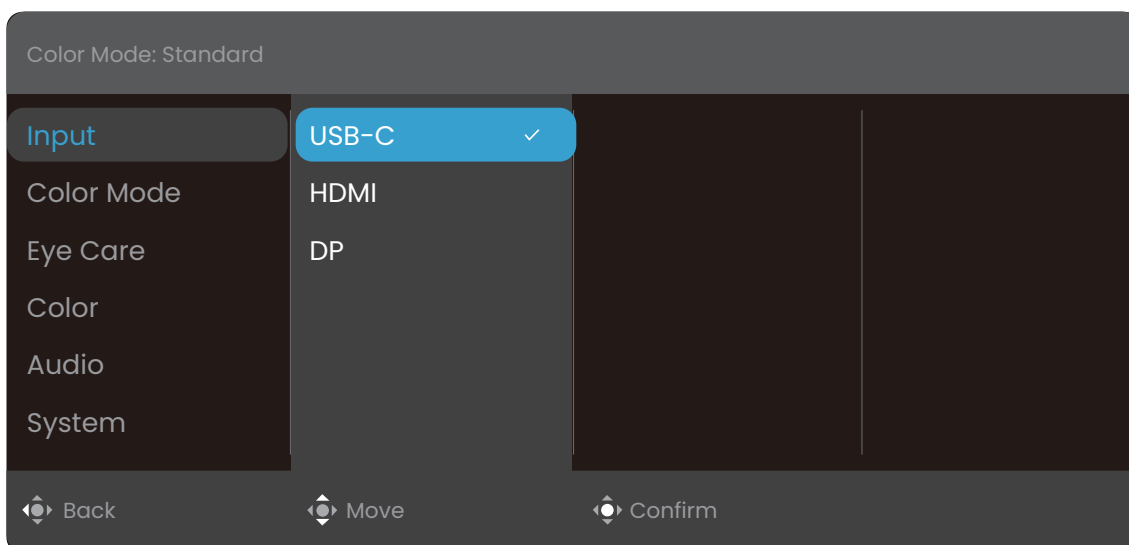 Color Mode: Standard
Input
USB-C
Color Mode
HDMI
Eye Care
DP
Color
Audio
System
Back
Move
Confirm